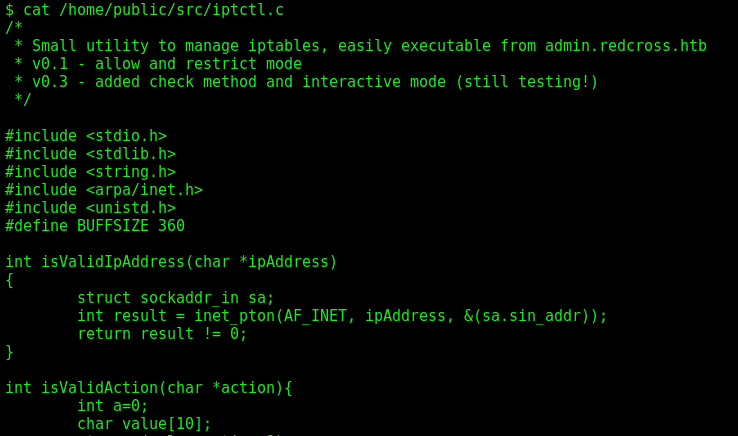 $ cat /home/public/src/iptctl.c
/*
 * Small utility to manage iptables, easily executable from admin.redcross.htb
 * v0.1 - allow and restrict mode
 * v0.3 - added check method and interactive mode (still testing!)
 */
#include <stdio.h>
#include <stdlib.h>
#include <string.h>
#include <arpa/inet.h>
#include <unistd.h>
#define BUFFSIZE 360
int isValidIpAddress(char *ipAddress)
{
        struct sockaddr_in sa;
        int result = inet_pton(AF_INET, ipAddress, &(sa.sin_addr));
        return result != 0;
}
int isValidAction(char *action){
        int a=0;
        char value[10];